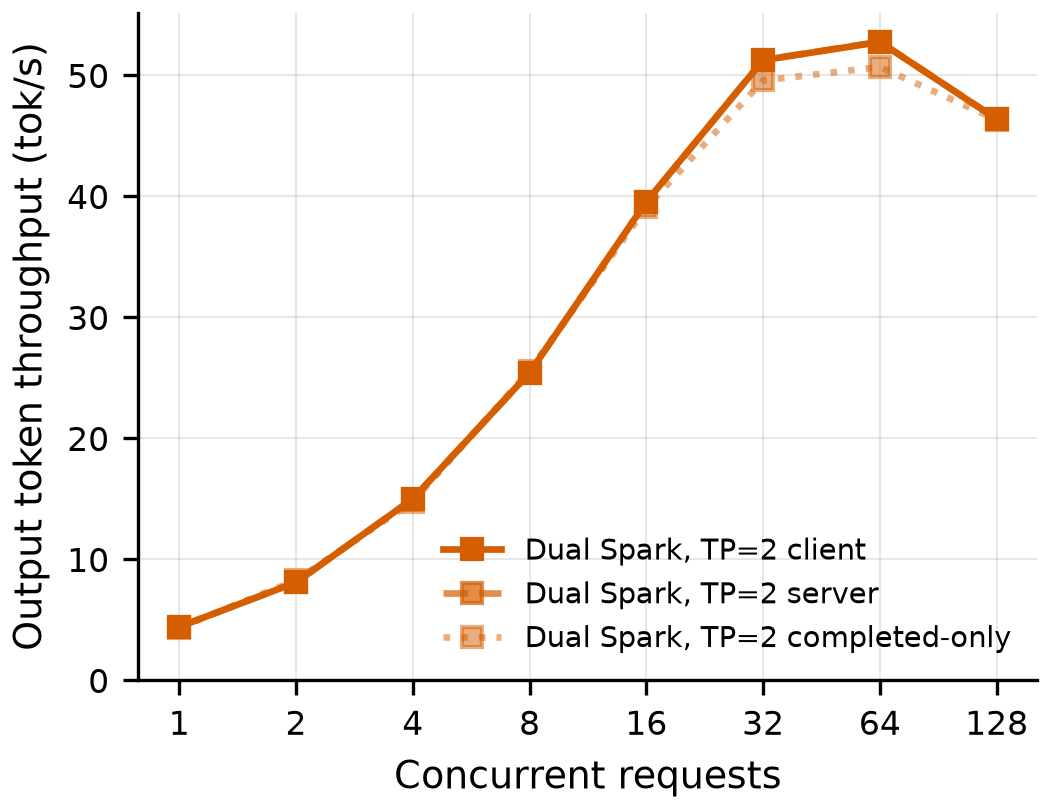 Output token throughput (tok/s)
50
40
30
20
10
0
Dual Spark, TP=2 client
Dual Spark, TP=2 server
Dual Spark, TP=2 completed-only
1 2 4 8 16 32 64 128
Concurrent requests